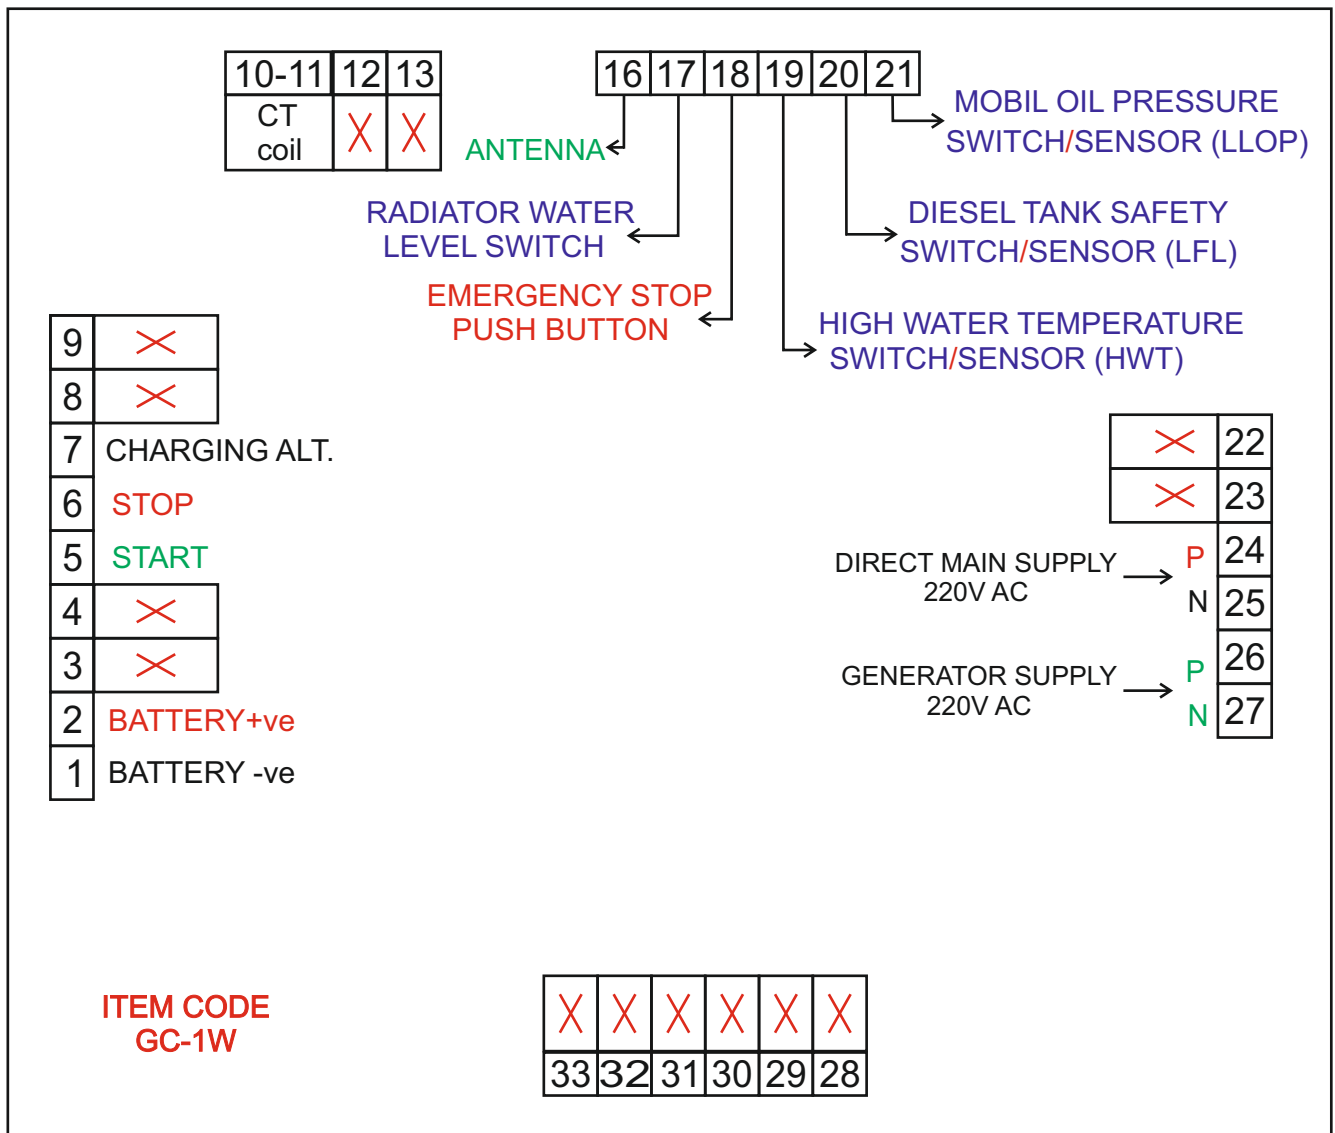 10-11 12 13
CT
coil
16 17 18 19 20 21
MOBIL OIL PRESSURE
SWITCH/SENSOR (LLOP)
ANTENNA
RADIATOR WATER
LEVEL SWITCH
DIESEL TANK SAFETY
SWITCH/SENSOR (LFL)
EMERGENCY STOP
PUSH BUTTON
HIGH WATER TEMPERATURE
SWITCH/SENSOR (HWT)
9
8
7 CHARGING ALT.
6 STOP
5 START
4
3
2 BATTERY+ve
1 BATTERY -ve
22
23
DIRECT MAIN SUPPLY
220V AC
P 24
N 25
GENERATOR SUPPLY
220V AC
P 26
N 27
ITEM CODE
GC-1W
33 32 31 30 29 28